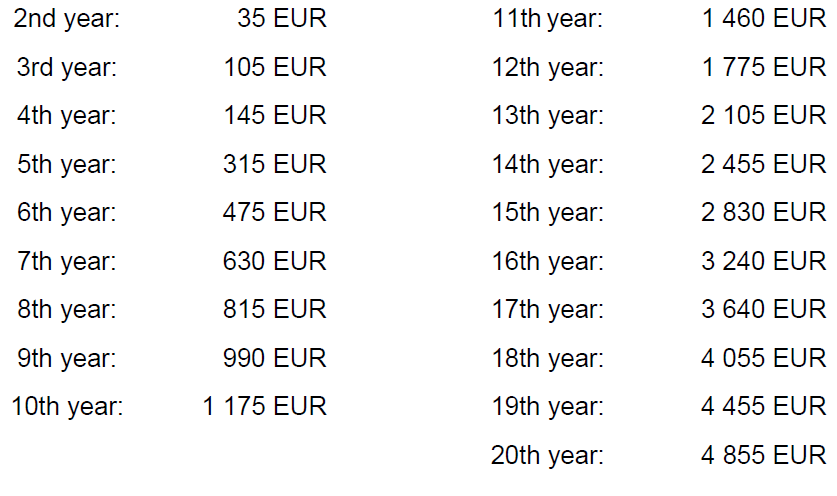 2nd year: 35 EUR
3rd year: 105 EUR
4th year: 145 EUR
5th year: 315 EUR
6th year: 475 EUR
7th year: 630 EUR
8th year: 815 EUR
9th year: 990 EUR
10th year: 1 175 EUR
11th year: 1 460 EUR
12th year: 1 775 EUR
13th year: 2 105 EUR
14th year: 2 455 EUR
15th year: 2 830 EUR
16th year: 3 240 EUR
17th year: 3 640 EUR
18th year: 4 055 EUR
19th year: 4 455 EUR
20th year: 4 855 EUR